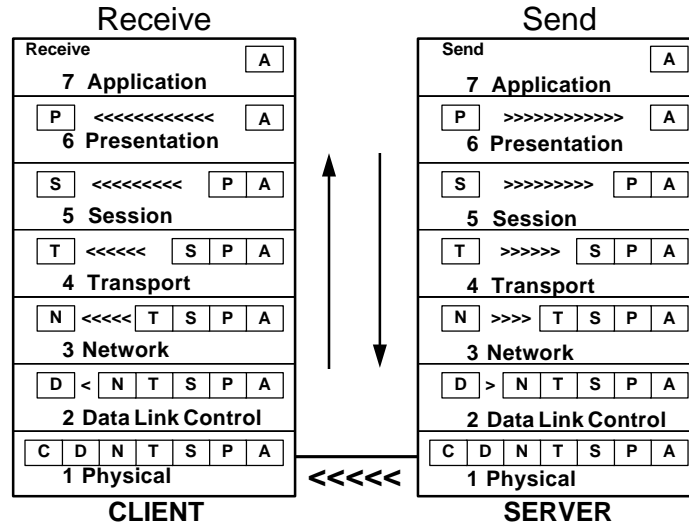 Receive
Receive
A
7 Application
P <<<<<<<<<<<< A
6 Presentation
S <<<<<<<<< P A
5 Session
T <<<<<< S P A
4 Transport
N <<<<< T S P A
3 Network
D < N T S P A
2 Data Link Control
C D N T S P A
1 Physical
CLIENT
<<<<<
Send
Send
A
7 Application
P >>>>>>>>>>>> A
6 Presentation
S >>>>>>>>> P A
5 Session
T >>>>>> S P A
4 Transport
N >>>> T S P A
3 Network
D > N T S P A
2 Data Link Control
C D N T S P A
1 Physical
SERVER